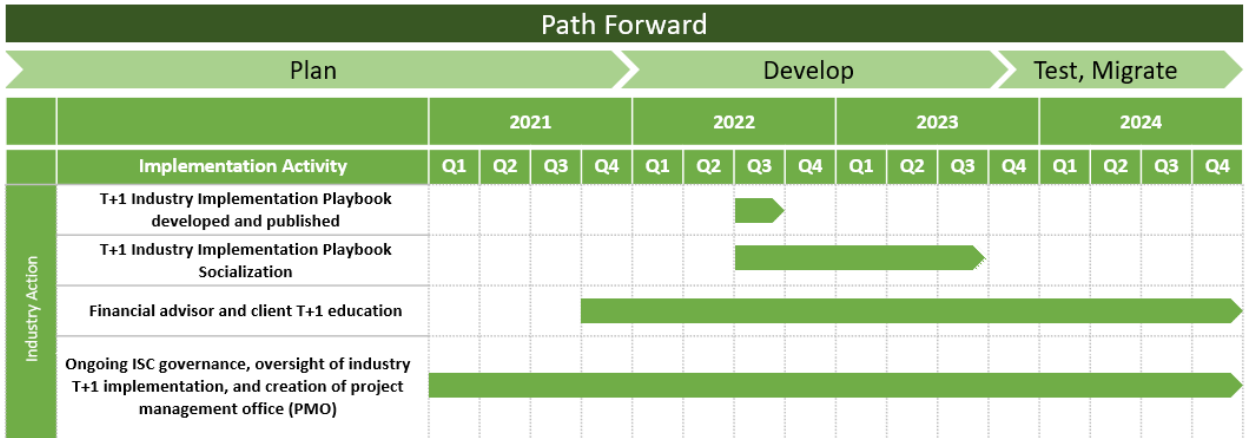 Path Forward
Plan Develop Test, Migrate
2021 2022 2023 2024
Implementation Activity Q1 Q2 Q3 Q4 Q1 Q2 Q3 Q4 Q1 Q2 Q3 Q4 Q1 Q2 Q3 Q4
Industry Action
T+1 Industry Implementation Playbook
developed and published
T+1 Industry Implementation Playbook
Socialization
Financial advisor and client T+1 education
Ongoing ISC governance, oversight of industry
T+1 implementation, and creation of project
management office (PMO)